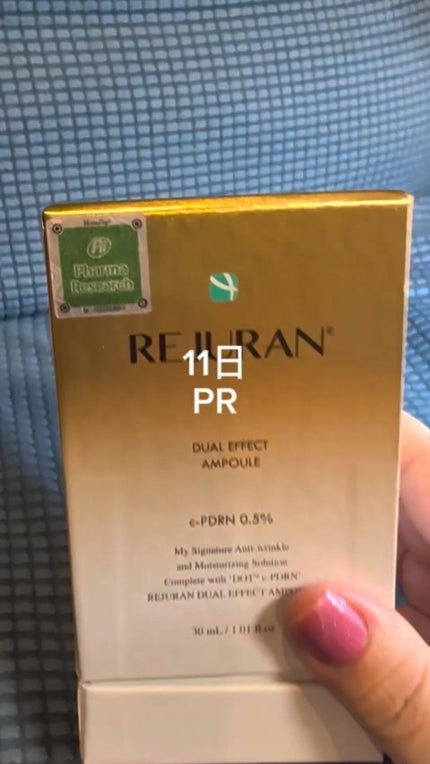 Pharma
Research
REJURAN®
11日
PR
DUAL EFFECT
AMPOULE
c-PDRN 0.5%
My Signature Anti-wrinkle
and Moisturizing Solution
Complete with "DOT™ c-PDRN"
REJURAN DUAL EFFECT
30 mL / 1.01 fl oz